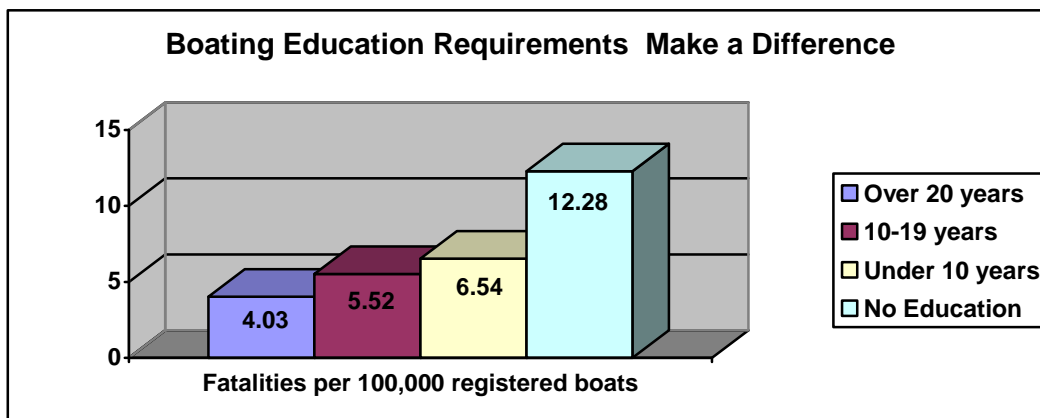 Boating Education Requirements  Make a Difference
15
10
5
0
4.03
5.52
6.54
12.28
Fatalities per 100,000 registered boats
Over 20 years
10-19 years
Under 10 years
No Education